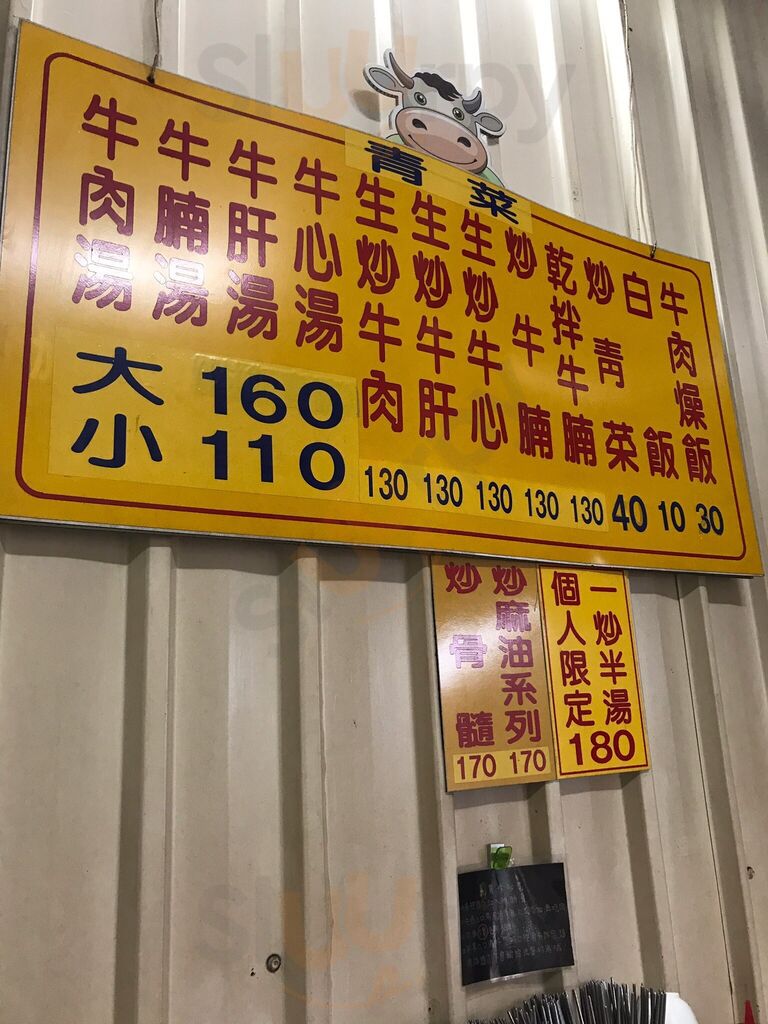 Slurpy
青菜
牛肉湯
牛腩湯
牛肝湯
牛心湯
大 160
小 110
生炒牛肉
130
生炒牛肝
130
生炒牛心
130
炒牛腩
130
乾拌牛腩
130
炒青菜
40
白飯
10
牛肉燥飯
30
炒骨髓
170
炒麻油系列
170
一炒半湯
個人限定
180